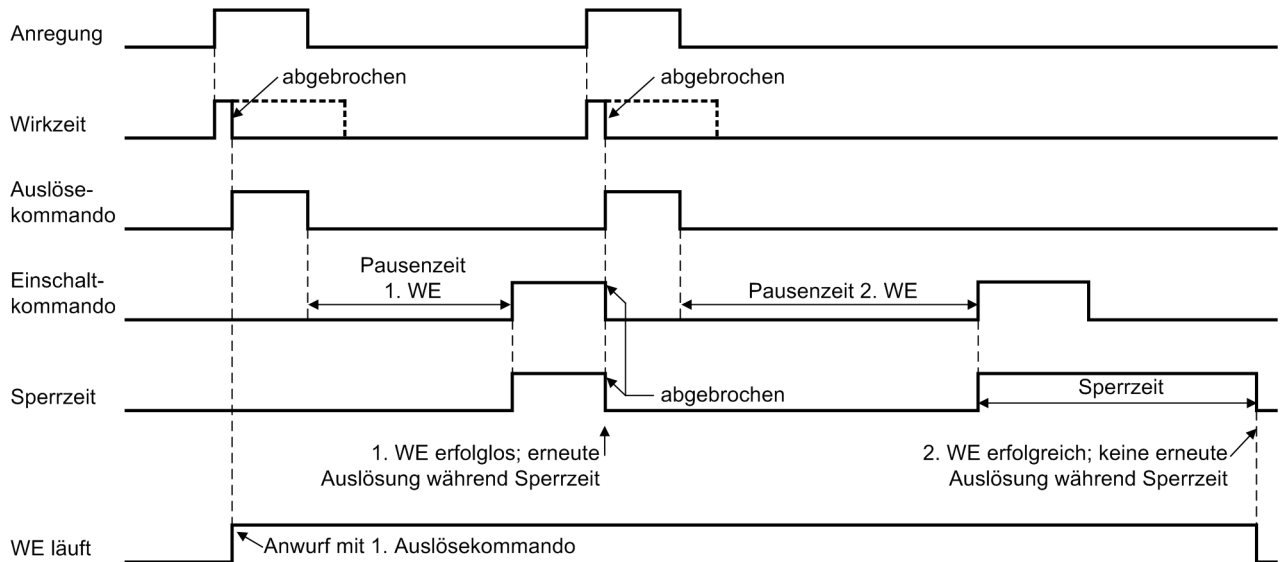 Anregung
abgebrochen
abgebrochen
Wirkzeit
Auslöse-
kommando
Einschalt-
kommando
Pausenzeit
1. WE
Pausenzeit 2. WE
Sperrzeit
abgebrochen
Sperrzeit
1. WE erfolglos; erneute
Auslösung während Sperrzeit
2. WE erfolgreich; keine erneute
Auslösung während Sperrzeit
WE läuft
Anwurf mit 1. Auslösekommando